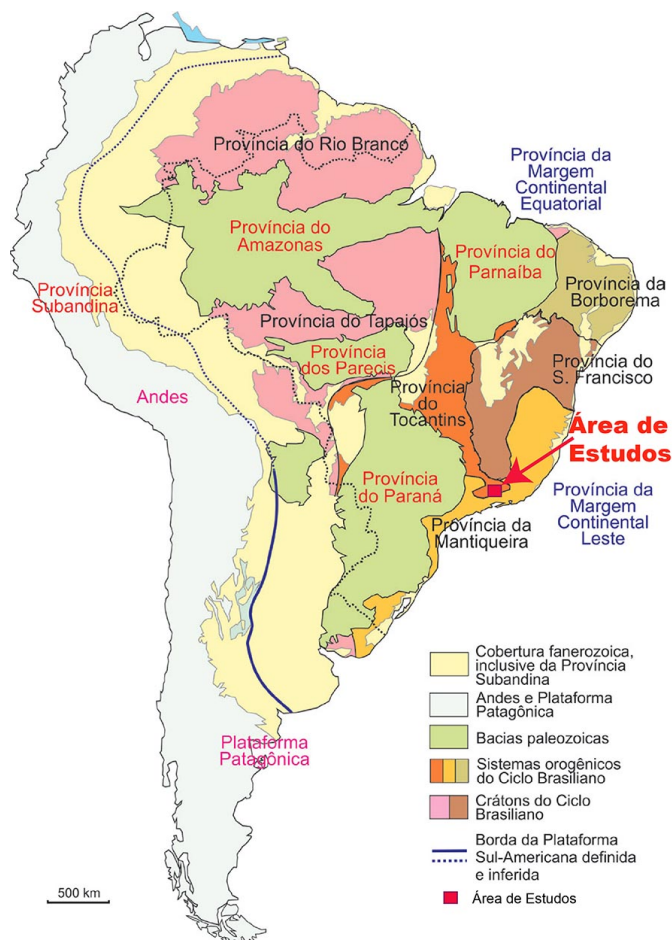 Província do Rio Branco
Província da
Margem
Continental
Equatorial
Província do
Amazonas
Província do
Parnaíba
Província
Subandina
Província da
Borborema
Província do Tapajós
Província
dos Parecis
Província do
S. Francisco
Andes
Província
do
Tocantins
Área de
Estudos
Província
do Paraná
Província da
Margem
Continental
Leste
Província da
Mantiqueira
Plataforma
Patagônica
Cobertura fanerozoica,
inclusive da Província
Subandina
Andes e Plataforma
Patagônica
Bacias paleozoicas
Sistemas orogênicos
do Ciclo Brasiliano
Crátons do Ciclo
Brasiliano
Borda da Plataforma
Sul-Americana definida
e inferida
Área de Estudos
500 km